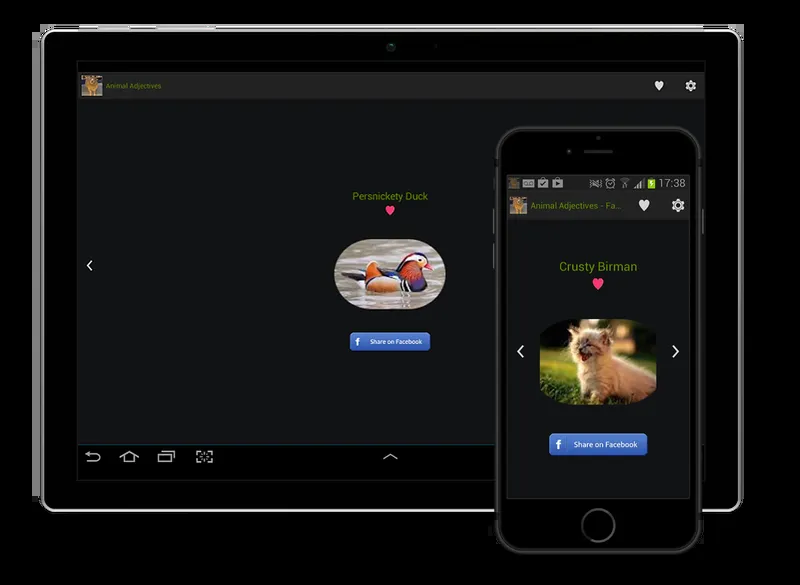 Animal Adjectives
Persnickety Duck
f Share on Facebook
17:38
Animal Adjectives - Fa...
Crusty Birman
f Share on Facebook